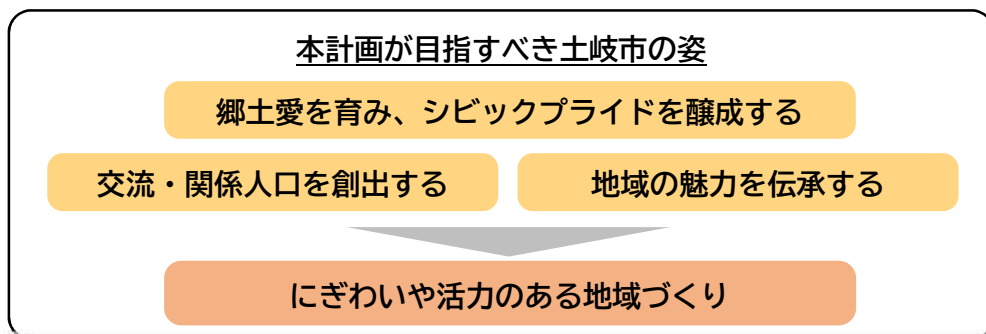 本計画が目指すべき土岐市の姿
郷土愛を育み、シビックプライドを醸成する
交流・関係人口を創出する
地域の魅力を伝承する
にぎわいや活力のある地域づくり